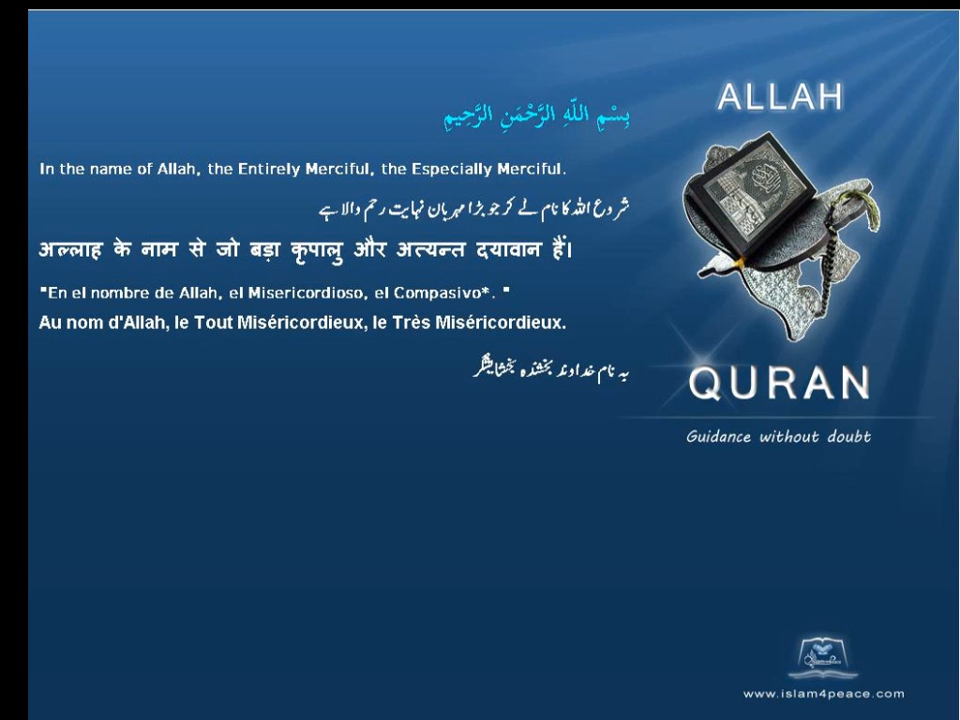 بِسْمِ اللّهِ الرَّحْمَنِ الرَّحِيمِ
In the name of Allah, the Entirely Merciful, the Especially Merciful.
شروع اللہ کا نام لے کر جو بڑا مہربان نہایت رحم والا ہے
अल्लाह के नाम से जो बड़ा कृपालु और अत्यन्त दयावान हैं।
"En el nombre de Allah, el Misericordioso, el Compasivo*. "
Au nom d'Allah, le Tout Miséricordieux, le Très Miséricordieux.
به نام خداوند بخشنده بخشایشگر
ALLAH
QURAN
Guidance without doubt
www.islam4peace.com